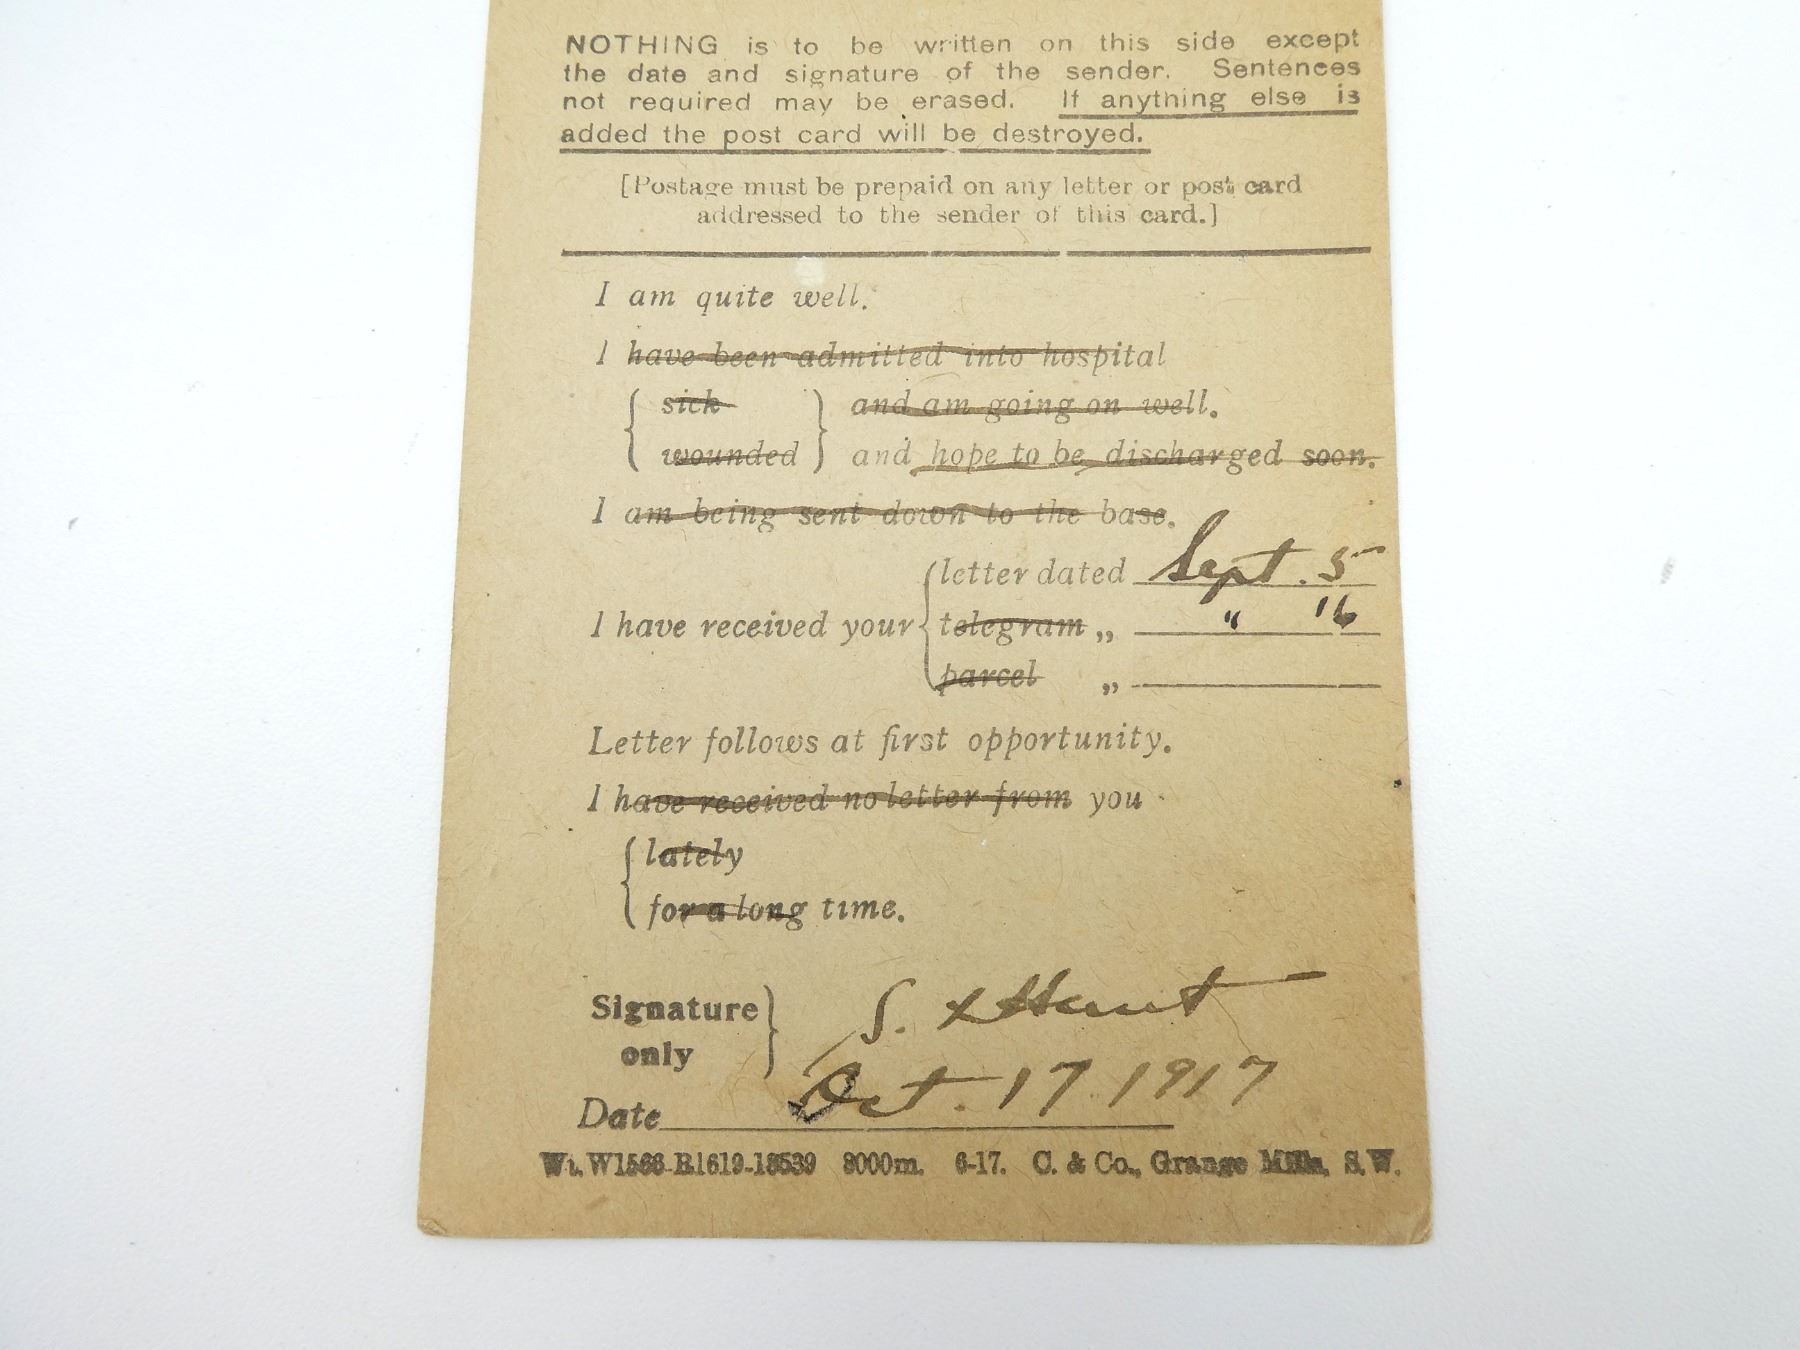 NOTHING is to be written on this side except
the date and signature of the sender. Sentences
not required may be erased. If anything else is
added the post card will be destroyed.
[Postage must be prepaid on any letter or post card
addressed to the sender of this card.]
I am quite well.
I have been admitted into hospital
sick and am going on well.
wounded and hope to be discharged soon.
I am being sent down to the base.
letter dated Sept. 5
I have received your telegram „ " 16
parcel „
Letter follows at first opportunity.
I have received no letter from you
lately
for a long time.
Signature
only
S. Hunt
Date Oct. 17 1917
Wt. W1566-R1619-18539 8000m. 6-17. C. & Co., Grange Mills, S.W.